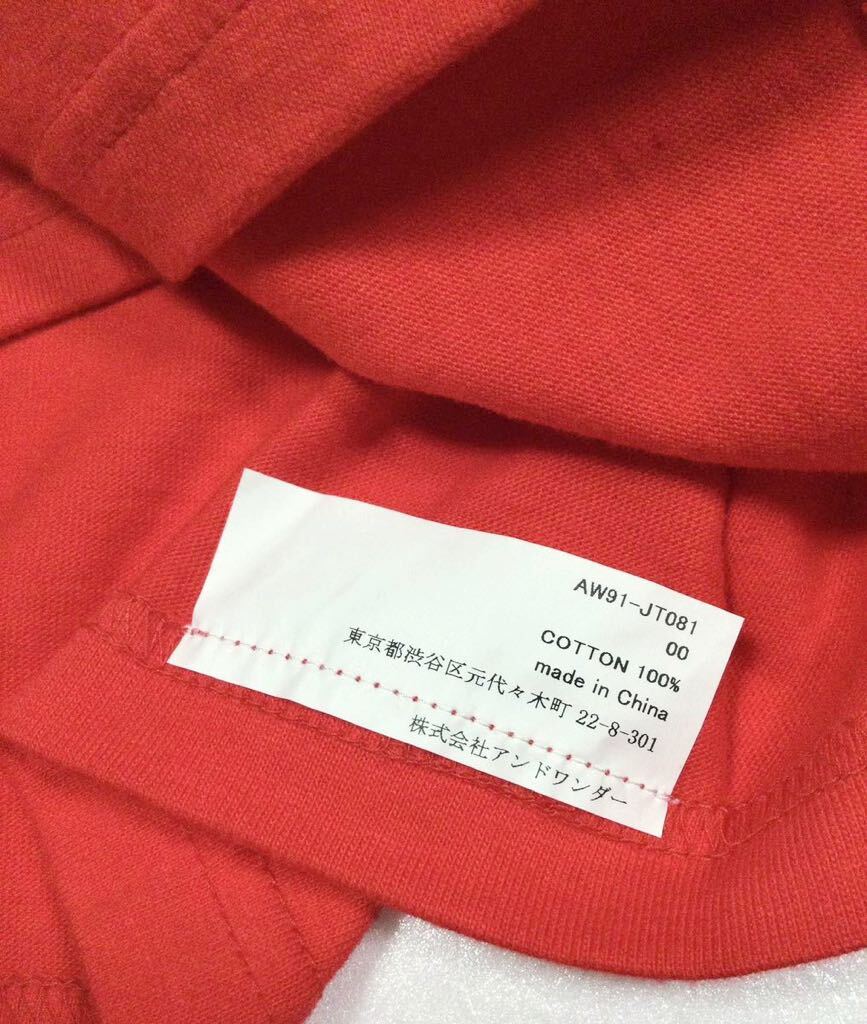 AW91-JT081
00
COTTON 100%
made in China
東京都渋谷区元代々木町 22-8-301
株式会社アンドワンダー